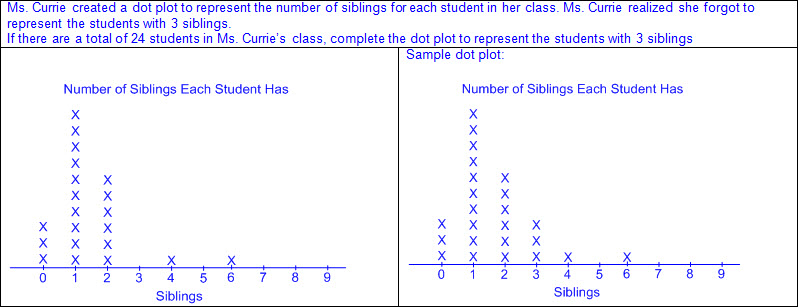 Ms. Currie created a dot plot to represent the number of siblings for each student in her class. Ms. Currie realized she forgot to
represent the students with 3 siblings.
If there are a total of 24 students in Ms. Currie's class, complete the dot plot to represent the students with 3 siblings
Number of Siblings Each Student Has
X
X
X
X
X X
X X
X X
X X X
X X X
X X X X X
0 1 2 3 4 5 6 7 8 9
Siblings
Sample dot plot:
Number of Siblings Each Student Has
X
X
X
X
X X
X X
X X
X X X X
X X X X
X X X X X X
0 1 2 3 4 5 6 7 8 9
Siblings